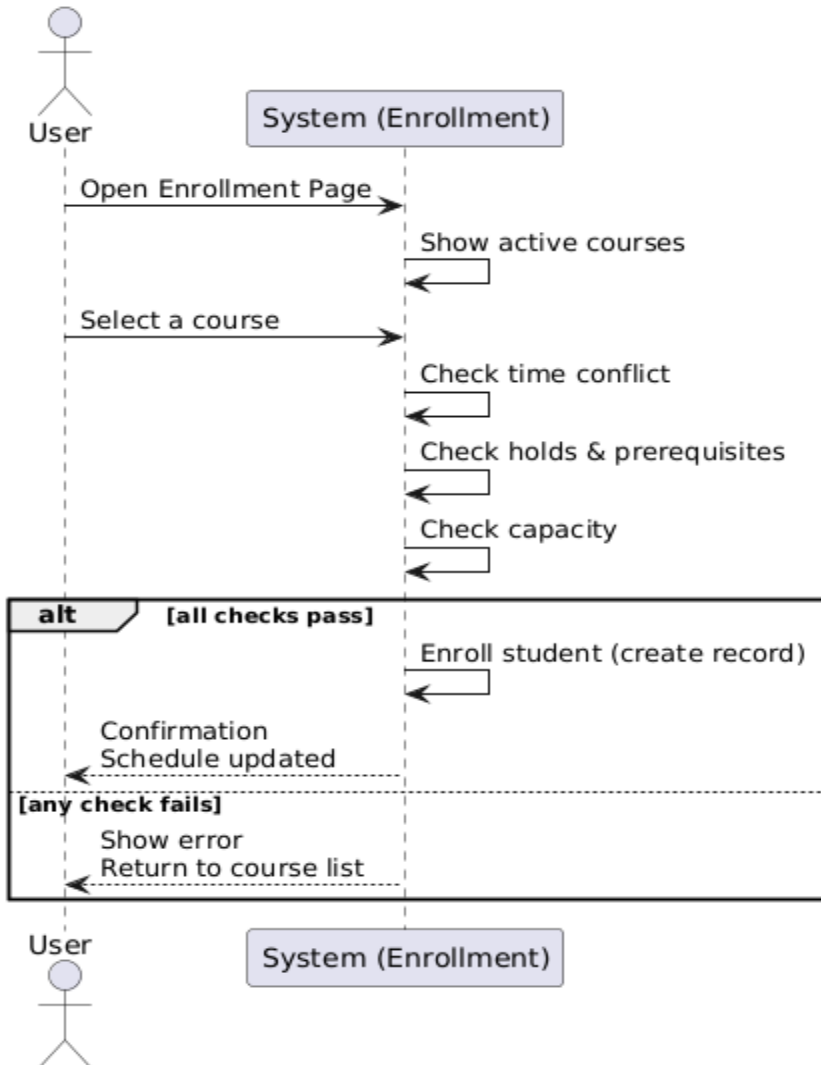 User
System (Enrollment)
Open Enrollment Page
Show active courses
Select a course
Check time conflict
Check holds & prerequisites
Check capacity
alt
[all checks pass]
Enroll student (create record)
Confirmation
Schedule updated
[any check fails]
Show error
Return to course list
User
System (Enrollment)